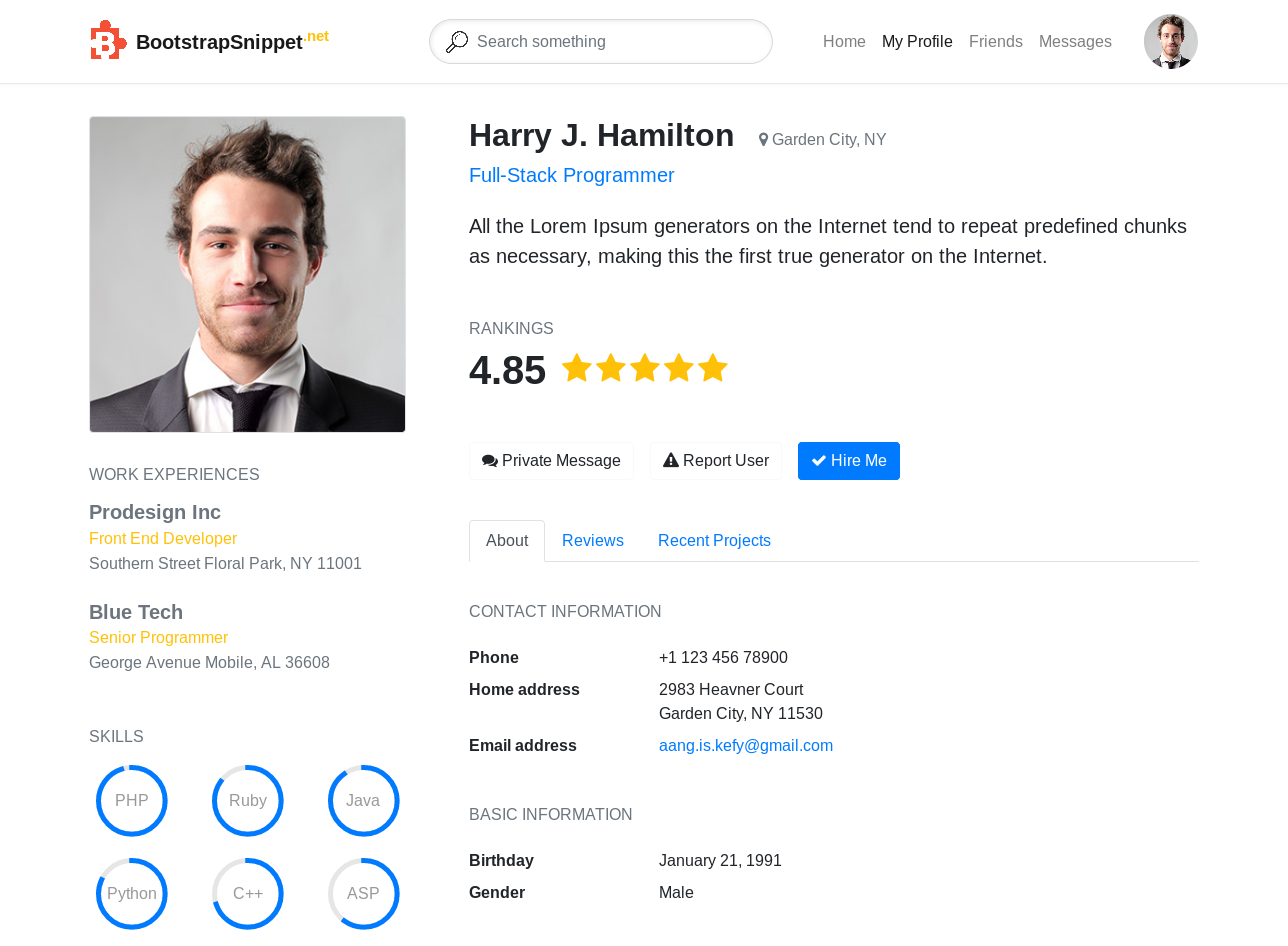 BootstrapSnippet.net
Search something
Home My Profile Friends Messages
Harry J. Hamilton
Garden City, NY
Full-Stack Programmer
All the Lorem Ipsum generators on the Internet tend to repeat predefined chunks
as necessary, making this the first true generator on the Internet.
RANKINGS
4.85
Private Message Report User Hire Me
About Reviews Recent Projects
CONTACT INFORMATION
Phone +1 123 456 78900
Home address 2983 Heavner Court
Garden City, NY 11530
Email address aang.is.kefy@gmail.com
BASIC INFORMATION
Birthday January 21, 1991
Gender Male
WORK EXPERIENCES
Prodesign Inc
Front End Developer
Southern Street Floral Park, NY 11001
Blue Tech
Senior Programmer
George Avenue Mobile, AL 36608
SKILLS
PHP Ruby Java
Python C++ ASP